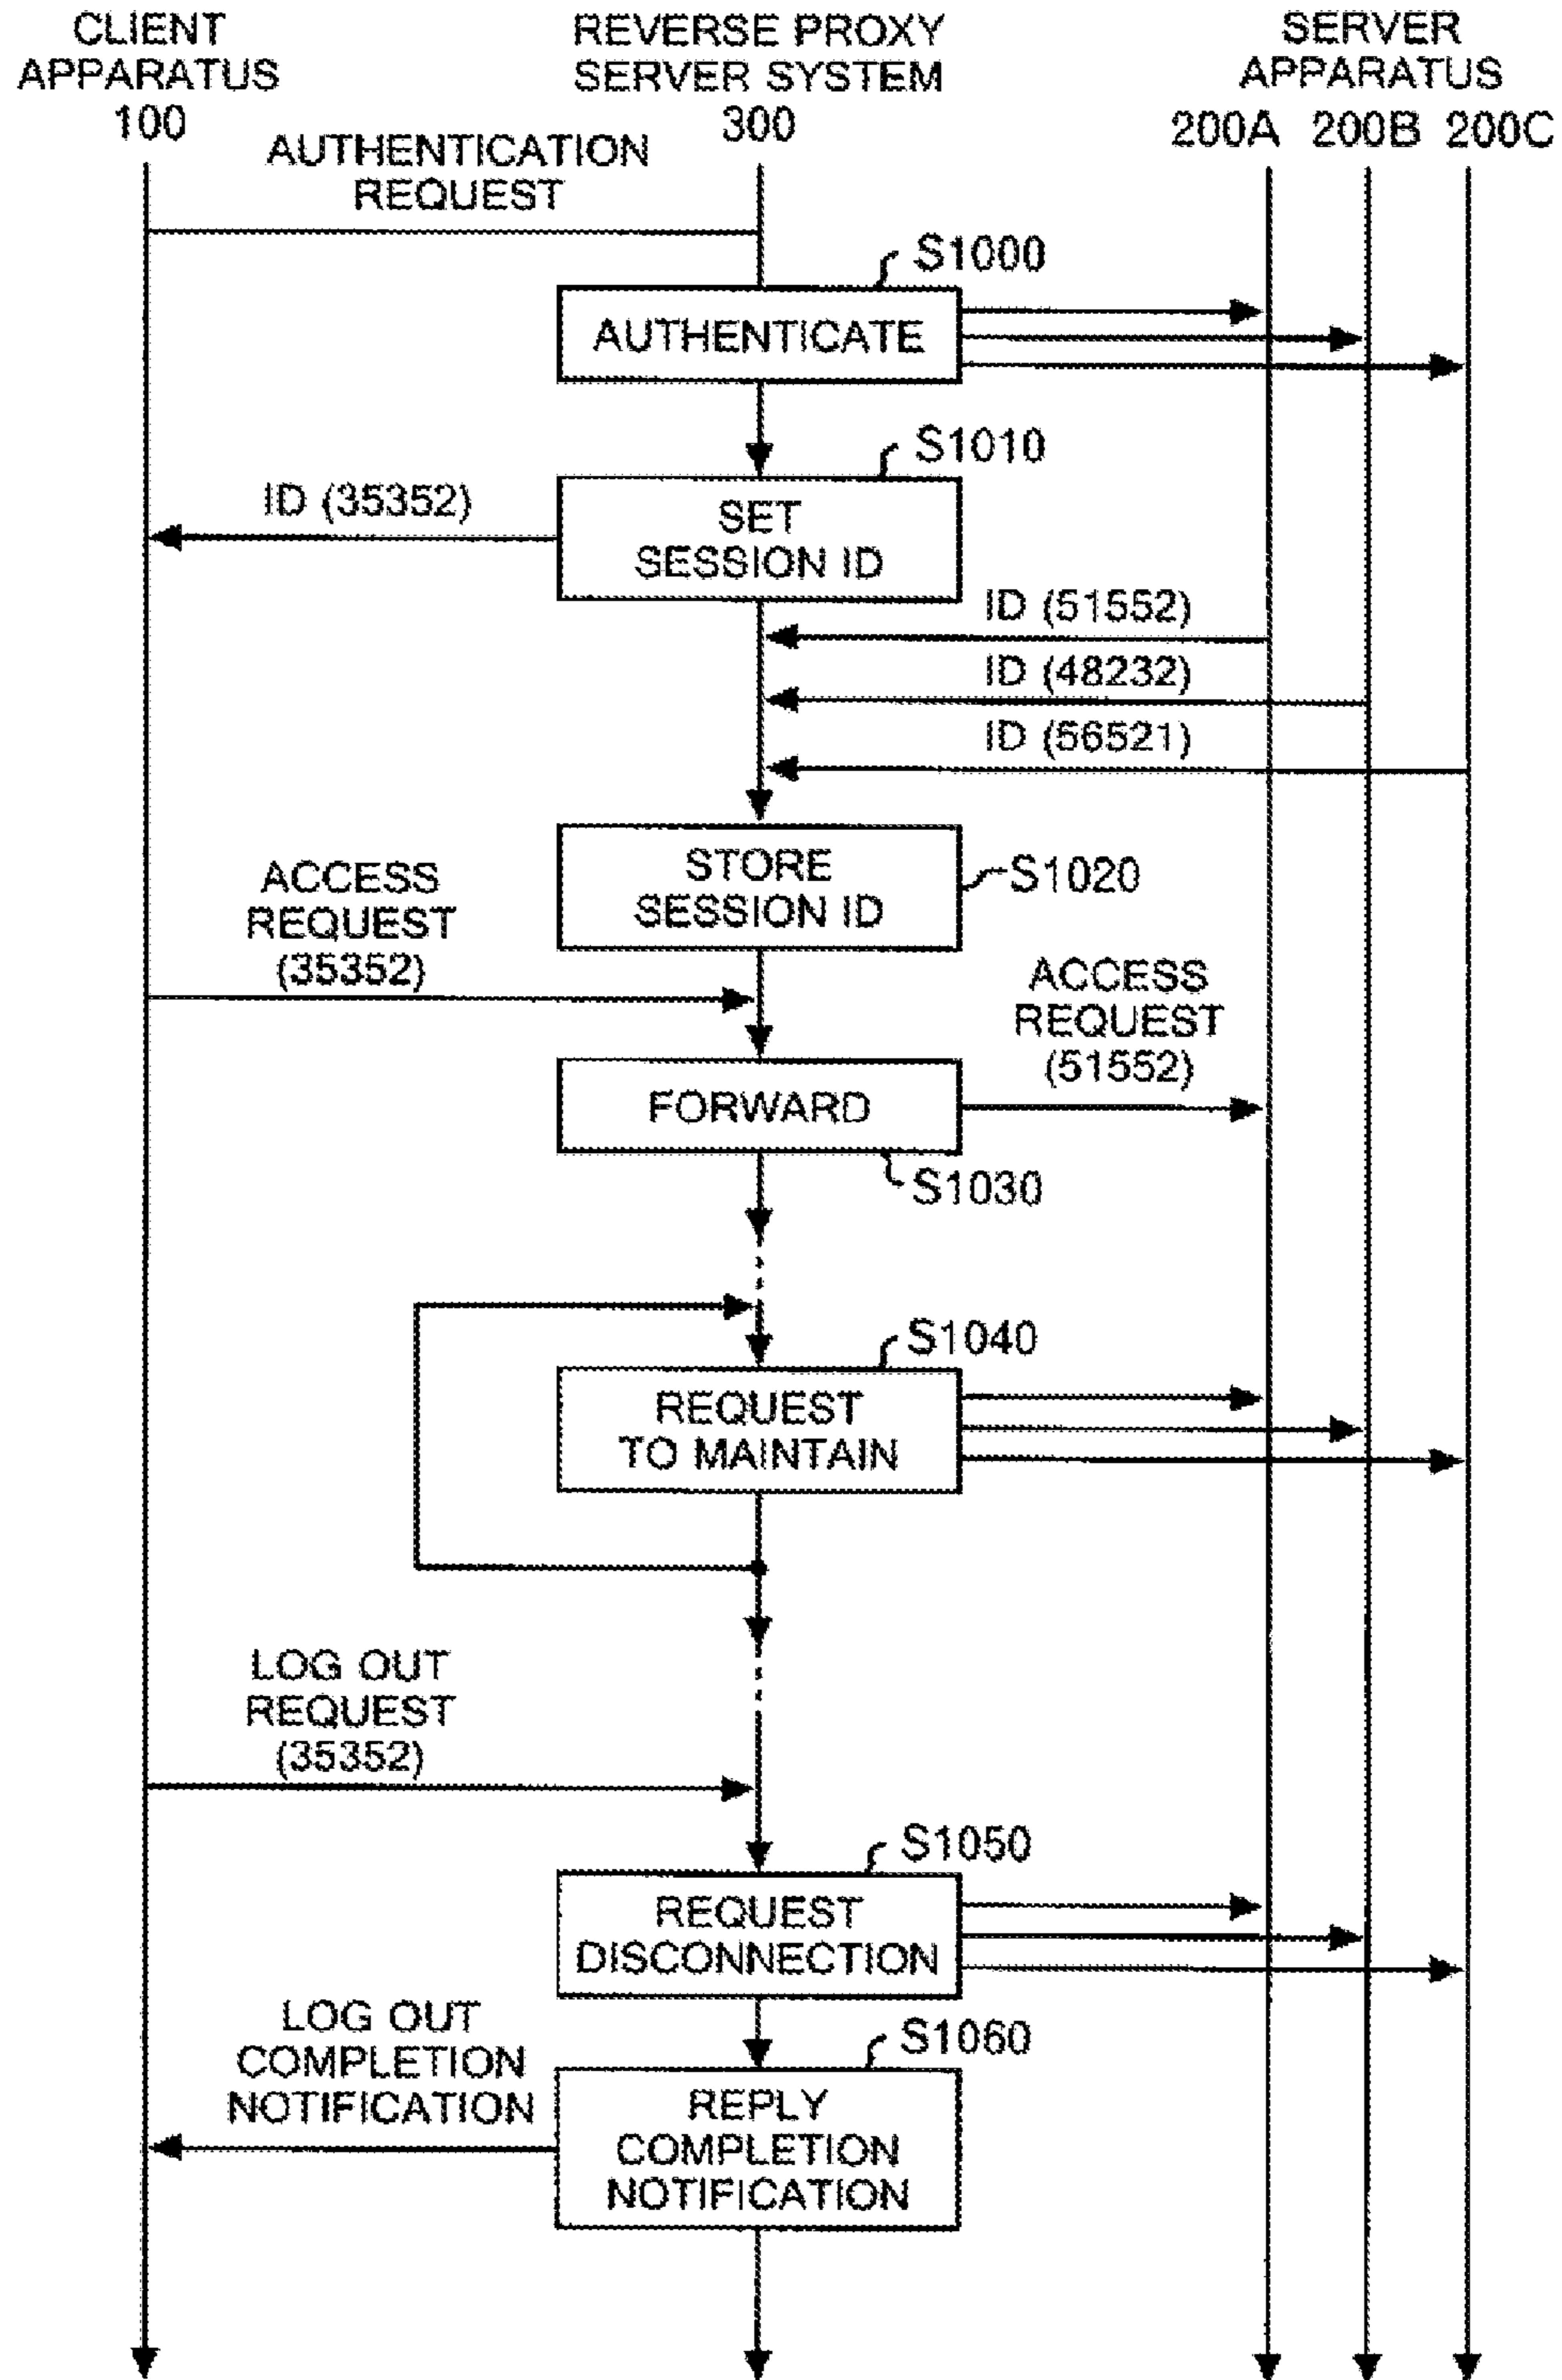 CLIENT
APPARATUS
100
REVERSE PROXY
SERVER SYSTEM
300
SERVER
APPARATUS
200A 200B 200C
AUTHENTICATION
REQUEST
S1000
AUTHENTICATE
S1010
ID (35352)
SET
SESSION ID
ID (51552)
ID (48232)
ID (56521)
STORE
SESSION ID
S1020
ACCESS
REQUEST
(35352)
ACCESS
REQUEST
(51552)
FORWARD
S1030
S1040
REQUEST
TO MAINTAIN
LOG OUT
REQUEST
(35352)
S1050
REQUEST
DISCONNECTION
LOG OUT
COMPLETION
NOTIFICATION
S1060
REPLY
COMPLETION
NOTIFICATION